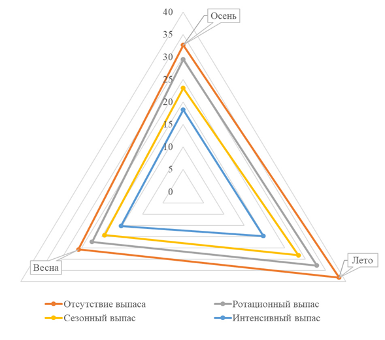 40
Осень
35
30
25
20
15
10
5
0
Весна
Лето
Отсутствие выпаса
Ротационный выпас
Сезонный выпас
Интенсивный выпас